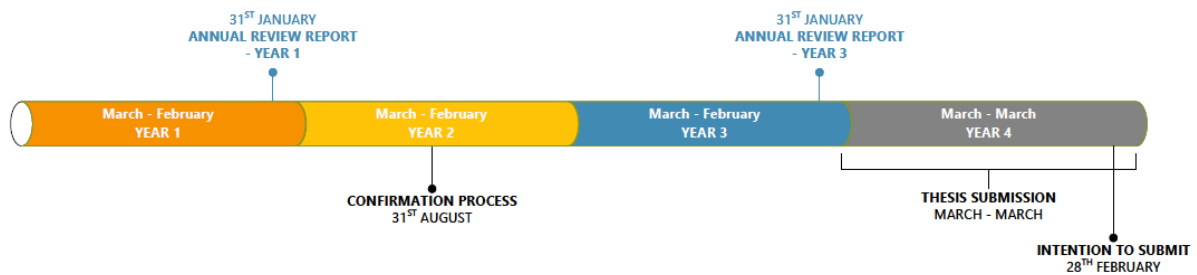 31ST JANUARY
ANNUAL REVIEW REPORT
- YEAR 1
31ST JANUARY
ANNUAL REVIEW REPORT
- YEAR 3
March - February
YEAR 1
March - February
YEAR 2
March - February
YEAR 3
March - March
YEAR 4
CONFIRMATION PROCESS
31ST AUGUST
THESIS SUBMISSION
MARCH - MARCH
INTENTION TO SUBMIT
28TH FEBRUARY